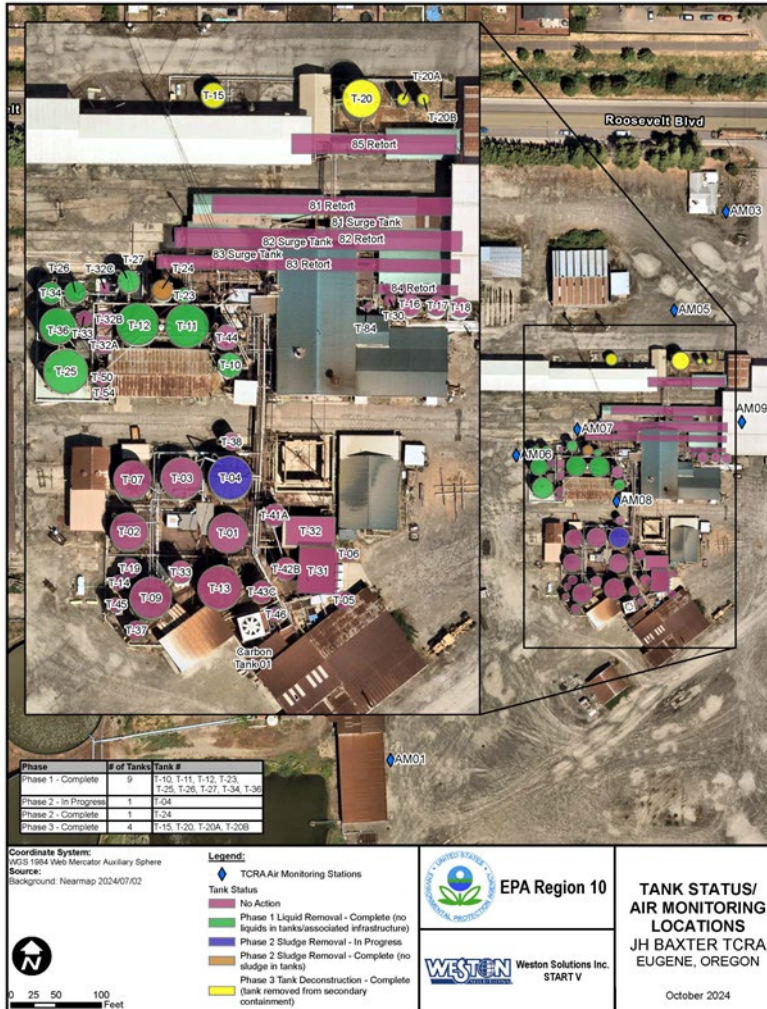 T-15
T-20
T-20A
T-20B
Roosevelt Blvd
85 Retort
81 Retort
81 Surge Tank
82 Surge Tank
82 Retort
83 Surge Tank
83 Retort
84 Retort
AM03
AM05
T-26
T-32C
T-27
T-24
T-34
T-23
T-16
T-17
T-18
T-30
T-36
T-33
T-32B
T-12
T-11
T-44
T-84
T-32A
T-25
T-50
T-10
T-54
AM09
AM07
AM06
AM08
T-38
T-07
T-03
T-04
T-41A
T-32
T-02
T-01
T-06
T-19
T-33
T-42B
T-31
T-14
T-13
T-43C
T-09
T-05
T-45
T-46
T-37
Carbon
Tank 01
AM01
Phase # of Tanks Tank #
Phase 1 - Complete 9 T-10, T-11, T-12, T-23,
T-25, T-26, T-27, T-34, T-36
Phase 2 - In Progress 1 T-04
Phase 2 - Complete 1 T-24
Phase 3 - Complete 4 T-15, T-20, T-20A, T-20B
Coordinate System:
WGS 1984 Web Mercator Auxiliary Sphere
Source:
Background: Nearmap 2024/07/02
N
0 25 50 100
Feet
Legend:
TCRA Air Monitoring Stations
Tank Status
No Action
Phase 1 Liquid Removal - Complete (no
liquids in tanks/associated infrastructure)
Phase 2 Sludge Removal - In Progress
Phase 2 Sludge Removal - Complete (no
sludge in tanks)
Phase 3 Tank Deconstruction - Complete
(tank removed from secondary
containment)
UNITED STATES
ENVIRONMENTAL PROTECTION AGENCY
EPA Region 10
WESTON
SOLUTIONS
Weston Solutions Inc.
START V
TANK STATUS/
AIR MONITORING
LOCATIONS
JH BAXTER TCRA
EUGENE, OREGON
October 2024